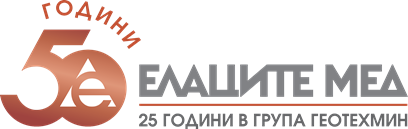 ГОДИНИ
50
е
ЕЛАЦИТЕ МЕД
25 ГОДИНИ В ГРУПА ГЕОТЕХМИН